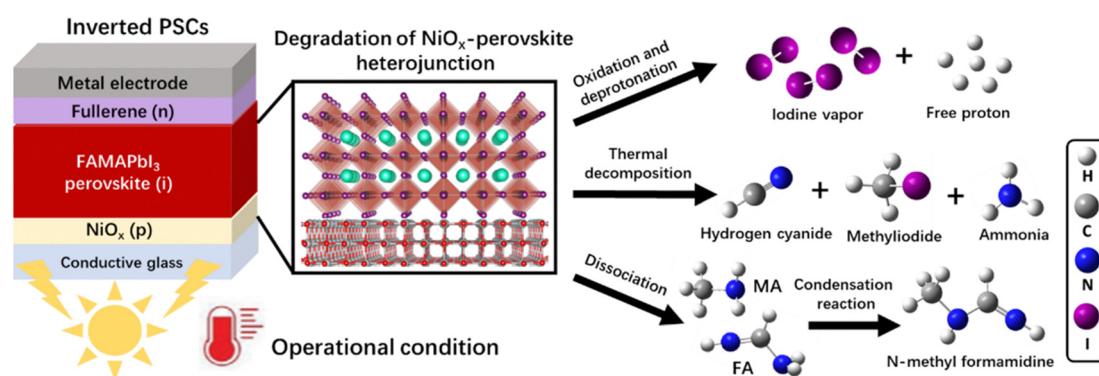 Inverted PSCs
Metal electrode
Fullerene (n)
FAMAPbI₃
perovskite (i)
NiOₓ (p)
Conductive glass
Operational condition
Degradation of NiOₓ-perovskite
heterojunction
Oxidation and
deprotonation
Iodine vapor
+
Free proton
Thermal
decomposition
Hydrogen cyanide
+
Methyliodide
+
Ammonia
Dissociation
MA
FA
Condensation
reaction
N-methyl formamidine
H
C
N
I